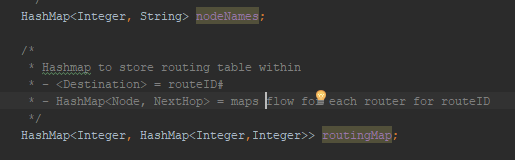 HashMap<Integer, String> nodeNames;
/*
* Hashmap to store routing table within
* - <Destination> = routeID#
* - HashMap<Node, NextHop> = maps flow for each router for routeID
*/
HashMap<Integer, HashMap<Integer,Integer>> routingMap;